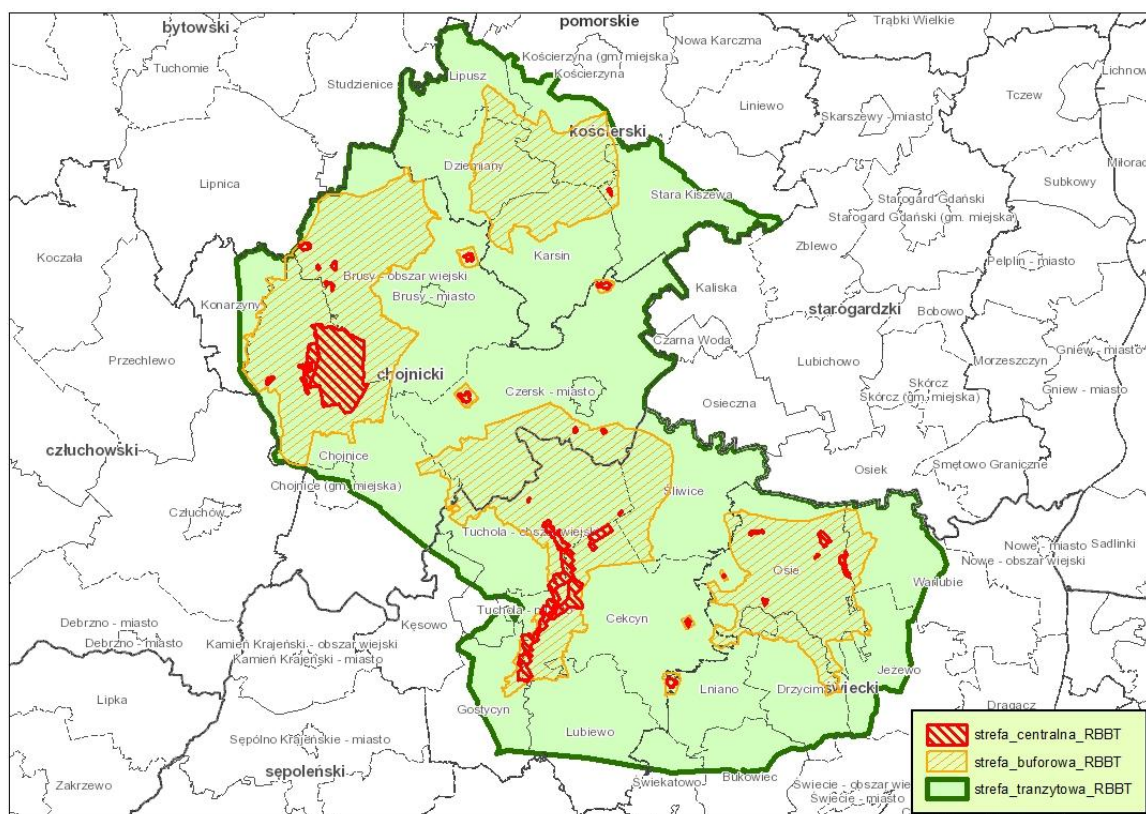 bytowski
pomorskie
Trąbki Wielkie
Tuchomie
Studzienice
Lipusz
Kościerzyna (gm. miejska)
Kościerzyna
Nowa Karczma
Lichnow
Tczew
Liniewo
Skarszewy - miasto
kościerski
Miłorad
Dziemiany
Lipnica
Stara Kiszewa
Subkowy
Starogard Gdański
Starogard Gdański (gm. miejska)
Koczała
Zblewo
Karsin
Pelplin - miasto
Brusy - obszar wiejski
Brusy - miasto
Konarzyny
Kaliska
starogardzki
Bobowo
Czarna Woda
Przechlewo
Lubichowo
Morzeszczyn
Gniew - miasto
chojnicki
Skórcz
Skórcz (gm. miejska)
Gniew - miasto
Czersk - miasto
Osieczna
człuchowski
Chojnice
Chojnice (gm. miejska)
Osiek
Smętowo Graniczne
Śliwice
Człuchów
Tuchola - obszar wiejski
Nowe - miasto
Nowe - obszar wiejski
Sadlinki
Osie
Warlubie
Tuchola - miasto
Cekcyn
Kęsowo
Debrzno - miasto
Debrzno - miasto
Kamień Krajeński - obszar wiejski
Kamień Krajeński - miasto
Jeżewo
Lniano
Drzycim
świecki
Lipka
Gostycyn
Dragacz
Lubiewo
Sępólno Krajeńskie - miasto
sępoleński
Zakrzewo
Świekatowo
Bukowiec
Świecie - obszar wie
Świecie - miasto
strefa_centralna_RBBT
strefa_buforowa_RBBT
strefa_tranzytowa_RBBT